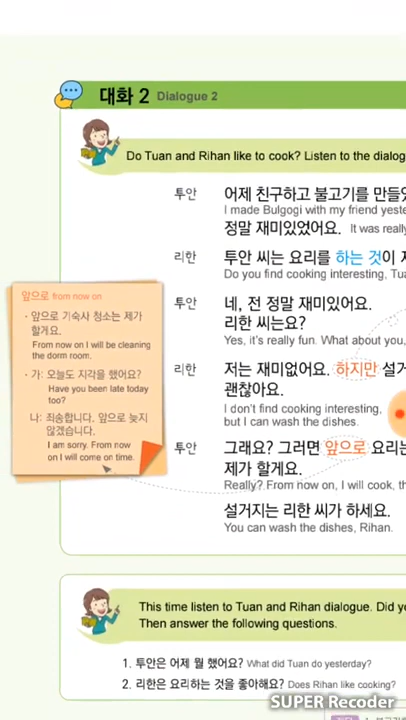 대화 2 Dialogue 2
Do Tuan and Rihan like to cook? Listen to the
투안 어제 친구하고 불고기를
I made Bulgogi with my friend
정말 재미있었어요. It was
리한 투안 씨는 요리를 하는 것이
Do you find cooking interesting,
투안 네, 전 정말 재미있어요.
리한 씨는요?
Yes, it's really fun. What about you,
리한 저는 재미없어요. 하지만
괜찮아요.
I don't find cooking interesting,
but I can wash the dishes.
투안 그래요? 그러면 앞으로 요리는
제가 할게요.
Really? From now on, I will cook,
설거지는 리한 씨가 하세요.
You can wash the dishes, Rihan.
앞으로 from now on
· 앞으로 기숙사 청소는 제가
할게요.
From now on I will be cleaning
the dorm room.
· 가: 오늘도 지각을 했어요?
Have you been late today
too?
나: 죄송합니다. 앞으로 늦지
않겠습니다.
I am sorry. From now
on I will come on time.
This time listen to Tuan and Rihan dialogue. Did
Then answer the following questions.
1. 투안은 어제 뭘 했어요? What did Tuan do yesterday?
2. 리한은 요리하는 것을 좋아해요? Does Rihan like cooking?
SUPER Recoder